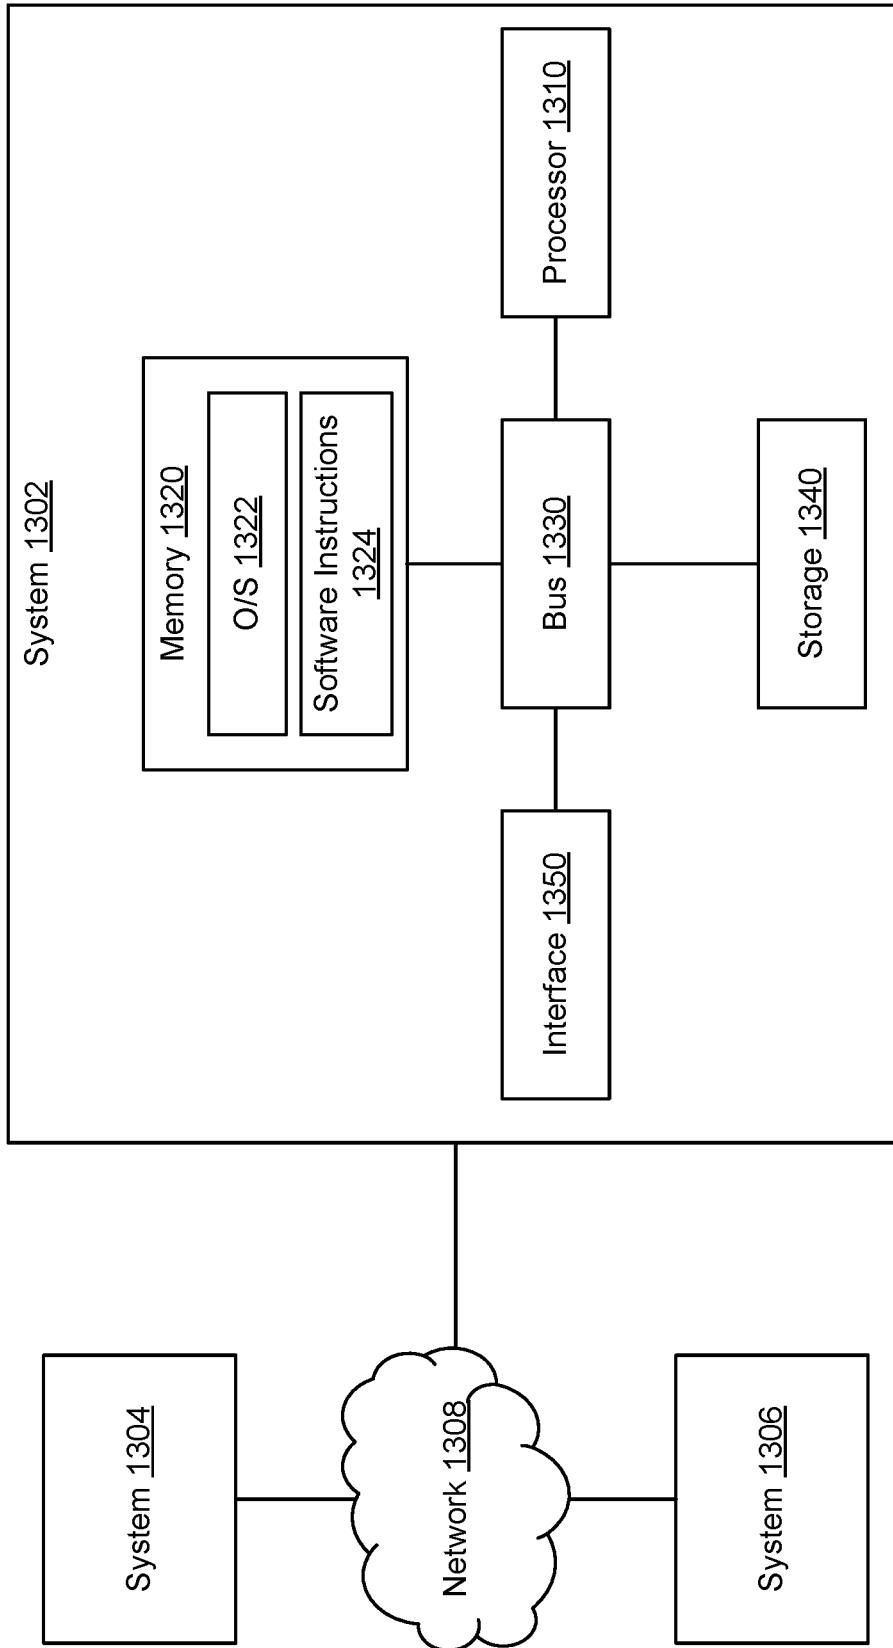 System 1304
Network 1308
System 1306
System 1302
Memory 1320
O/S 1322
Software Instructions
1324
Interface 1350
Bus 1330
Processor 1310
Storage 1340